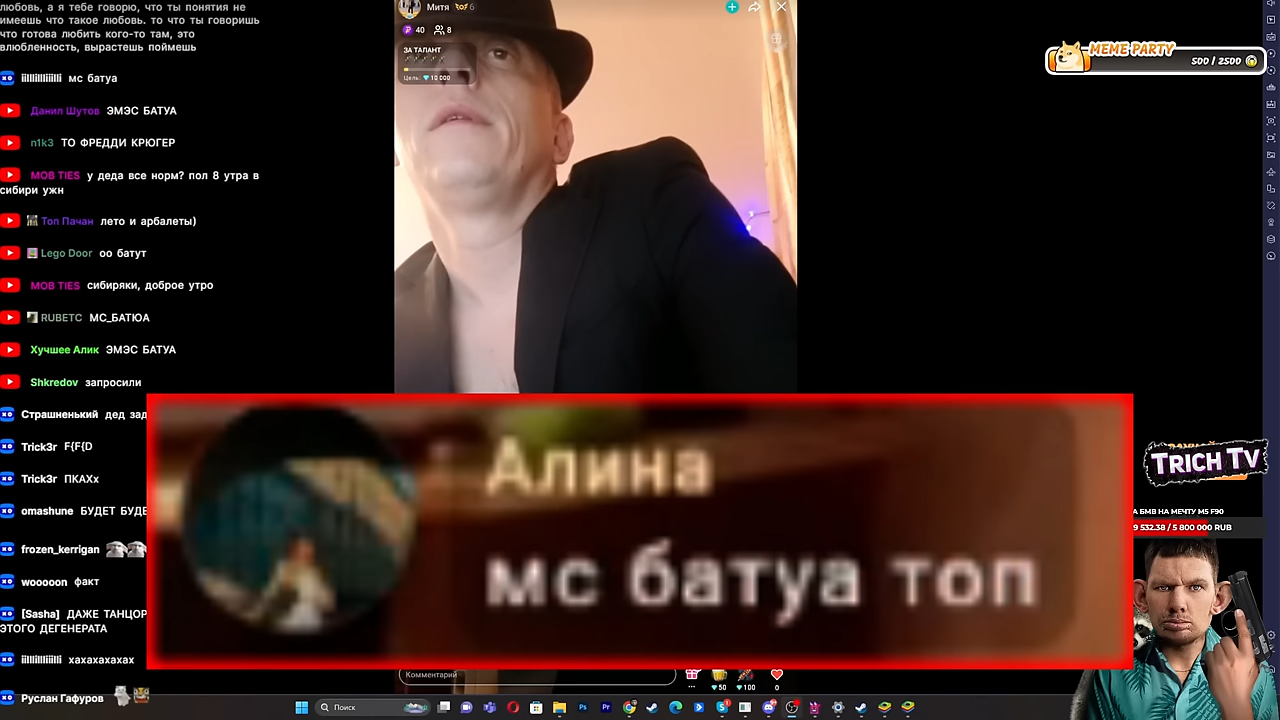 любовь, а я тебе говорю, что ты понятия не
имеешь что такое любовь. то что ты говоришь
что готова любить кого-то там, это
влюбленность, вырастешь поймешь
мс батуа
Данил Шутов ЭМЭС БАТУА
n1k3 ТО ФРЕДДИ КРЮГЕР
MOB TIES у деда все норм? пол 8 утра в
сибири ужн
Топ Пачан лето и арбалеты)
Lego Door оо батут
MOB TIES сибиряки, доброе утро
RUBETC МС_БАТЮА
Хучшее Алик ЭМЭС БАТУА
Shkredov запросили
Страшненький дед зад
Trick3r F{F{D
Trick3r ПКАХх
omashune БУДЕТ БУДЕ
frozen_kerrigan
wooooon факт
[Sasha] ДАЖЕ ТАНЦОР
ЭТОГО ДЕГЕНЕРАТА
хахахахахах
Руслан Гафуров
Митя 6
40 8
ЗА ТАЛАНТ
Цель: 10 000
Алина
мс батуа топ
Комментарий
50 100 0
MEME PARTY
500 / 2500
TRICH TV
А БМВ НА МЕЧТУ M5 F90
9 532.38 / 5 800 000 RUB
Поиск